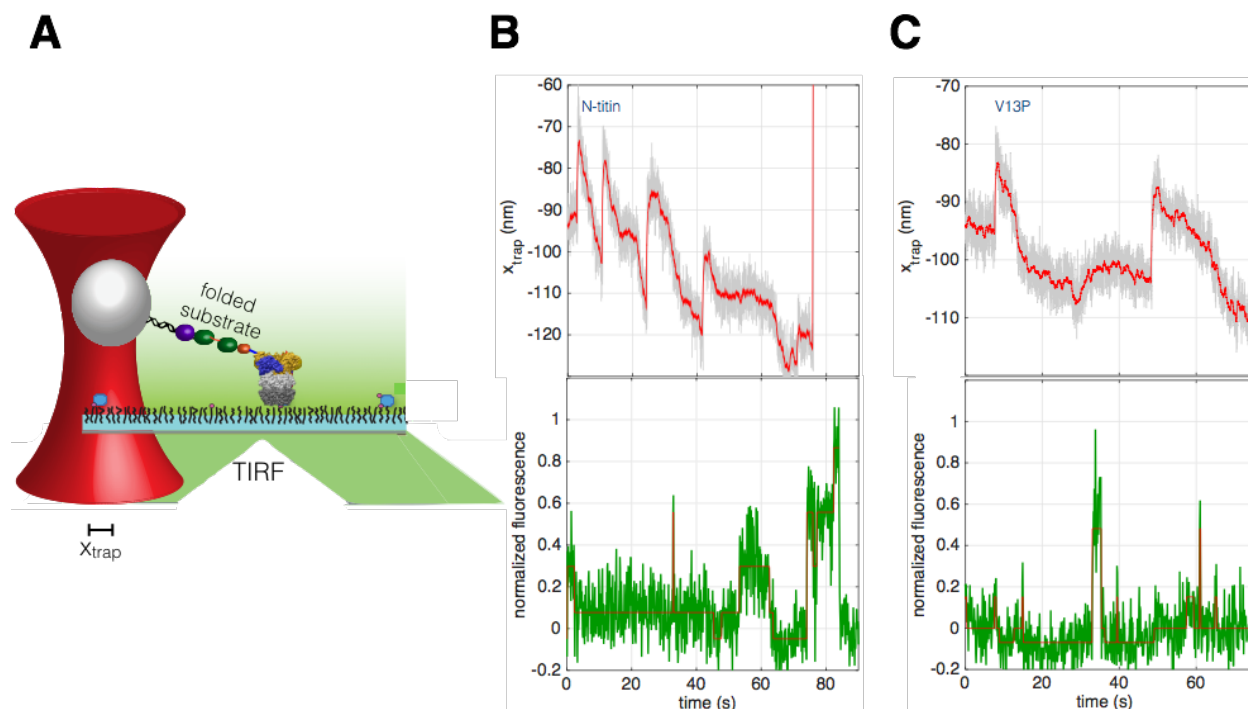 A
folded
substrate
TIRF
xtrap
B
-60
-70
-80
-90
-100
-110
-120
xtrap (nm)
N-titin
1
0.8
0.6
0.4
0.2
0
-0.2
normalized fluorescence
0 20 40 60 80
time (s)
C
-70
-80
-90
-100
-110
xtrap (nm)
V13P
1
0.8
0.6
0.4
0.2
0
-0.2
normalized fluorescence
0 20 40 60
time (s)